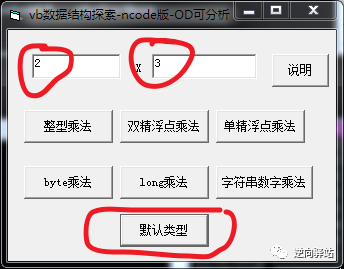 vb数据结构探索-ncode版-OD可分析
2 X 3 说明
整型乘法 双精浮点乘法 单精浮点乘法
byte乘法 long乘法 字符串数字乘法
默认类型
逆向驿站